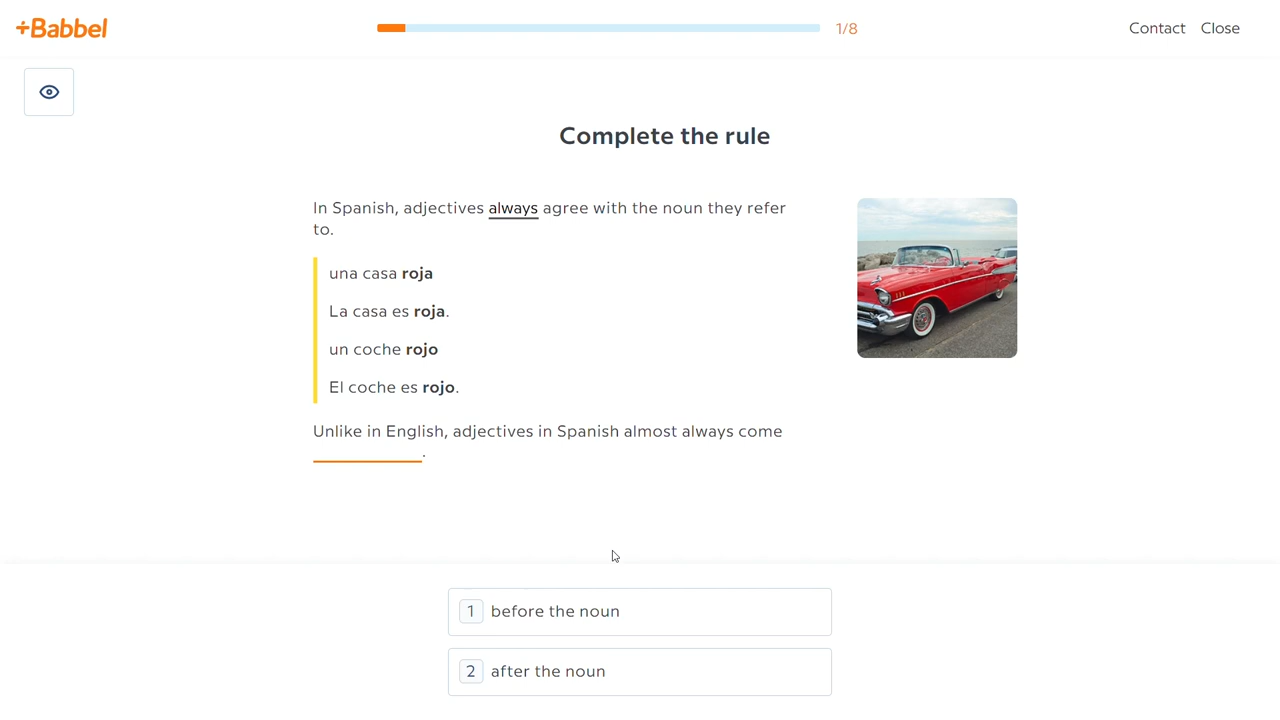 +Babbel
1/8
Contact
Close
Complete the rule
In Spanish, adjectives always agree with the noun they refer
to.
una casa roja
La casa es roja.
un coche rojo
El coche es rojo.
Unlike in English, adjectives in Spanish almost always come
.
1 before the noun
2 after the noun